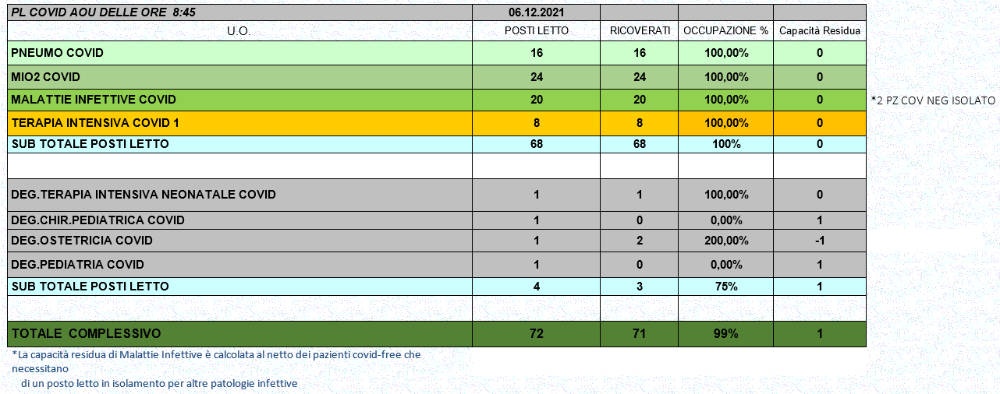 PL COVID AOU DELLE ORE 8:45 06.12.2021
U.O. POSTI LETTO RICOVERATI OCCUPAZIONE % Capacità Residua
PNEUMO COVID 16 16 100,00% 0
MIO2 COVID 24 24 100,00% 0
MALATTIE INFETTIVE COVID 20 20 100,00% 0 *2 PZ COV NEG ISOLATO
TERAPIA INTENSIVA COVID 1 8 8 100,00% 0
SUB TOTALE POSTI LETTO 68 68 100% 0
DEG.TERAPIA INTENSIVA NEONATALE COVID 1 1 100,00% 0
DEG.CHIR.PEDIATRICA COVID 1 0 0,00% 1
DEG.OSTETRICIA COVID 1 2 200,00% -1
DEG.PEDIATRIA COVID 1 0 0,00% 1
SUB TOTALE POSTI LETTO 4 3 75% 1
TOTALE COMPLESSIVO 72 71 99% 1
*La capacità residua di Malattie Infettive è calcolata al netto dei pazienti covid-free che
necessitano
di un posto letto in isolamento per altre patologie infettive